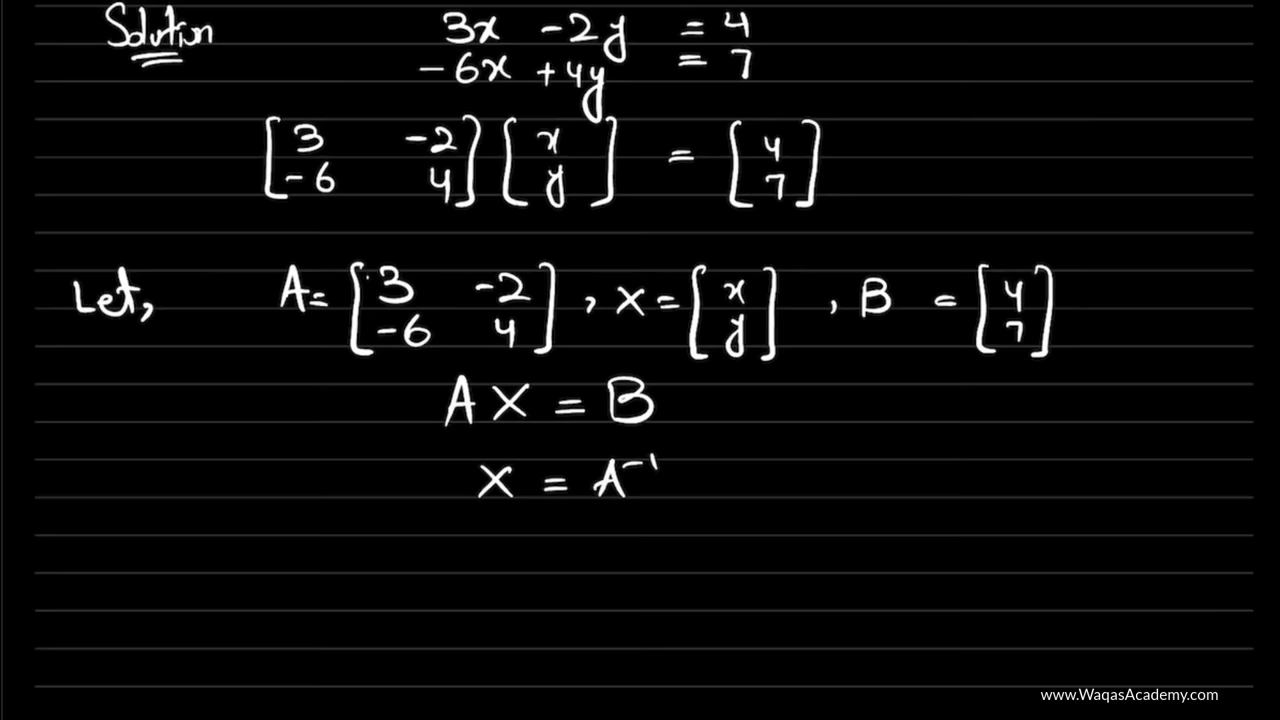 Solution 3x -2y = 4
-6x +4y = 7
[3 -2
-6 4] [x
y] = [4
7]
Let, A= [3 -2
-6 4] , X = [x
y] , B = [4
7]
AX = B
X = A⁻¹
www.WaqasAcademy.com